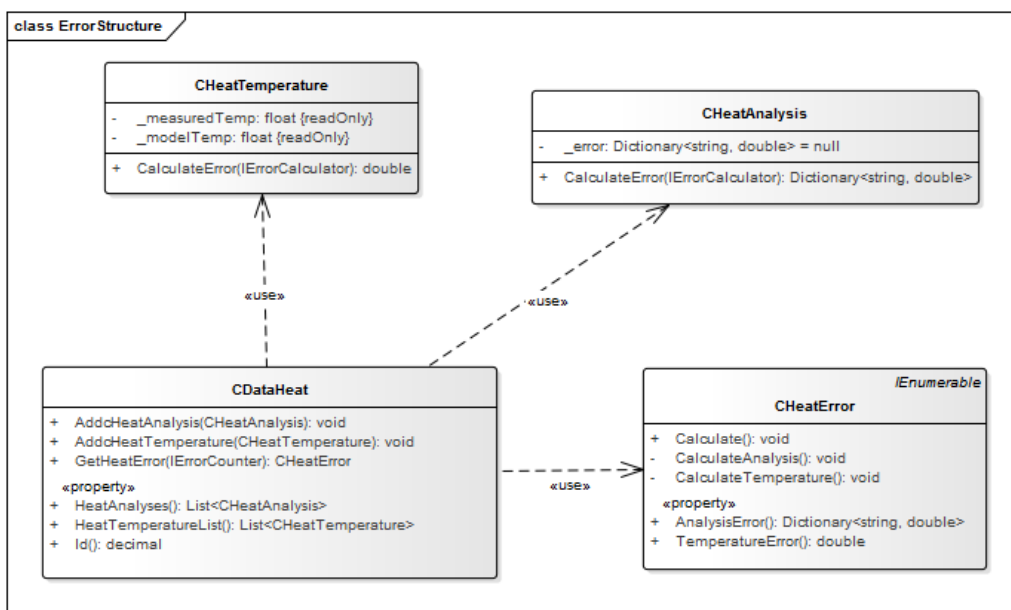 class ErrorStructure
CHeatTemperature
- _measuredTemp: float {readOnly}
- _modelTemp: float {readOnly}
+ CalculateError(IErrorCalculator): double
CHeatAnalysis
- _error: Dictionary<string, double> = null
+ CalculateError(IErrorCalculator): Dictionary<string, double>
«use»
«use»
CDataHeat
+ AddcHeatAnalysis(CHeatAnalysis): void
+ AddcHeatTemperature(CHeatTemperature): void
+ GetHeatError(IErrorCounter): CHeatError
«property»
+ HeatAnalyses(): List<CHeatAnalysis>
+ HeatTemperatureList(): List<CHeatTemperature>
+ Id(): decimal
«use»
IEnumerable
CHeatError
+ Calculate(): void
- CalculateAnalysis(): void
- CalculateTemperature(): void
«property»
+ AnalysisError(): Dictionary<string, double>
+ TemperatureError(): double